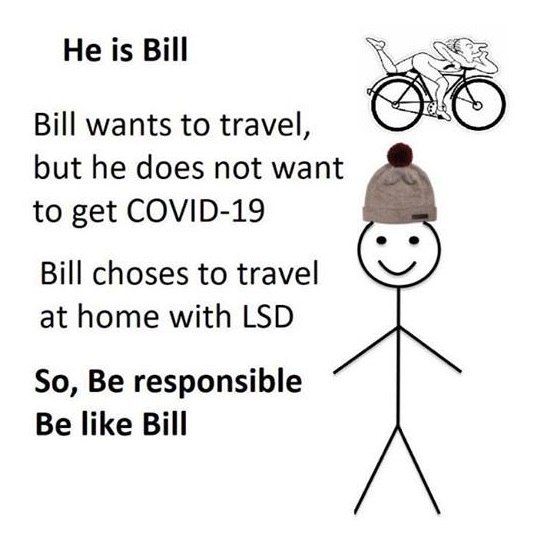 He is Bill
Bill wants to travel,
but he does not want
to get COVID-19
Bill choses to travel
at home with LSD
So, Be responsible
Be like Bill